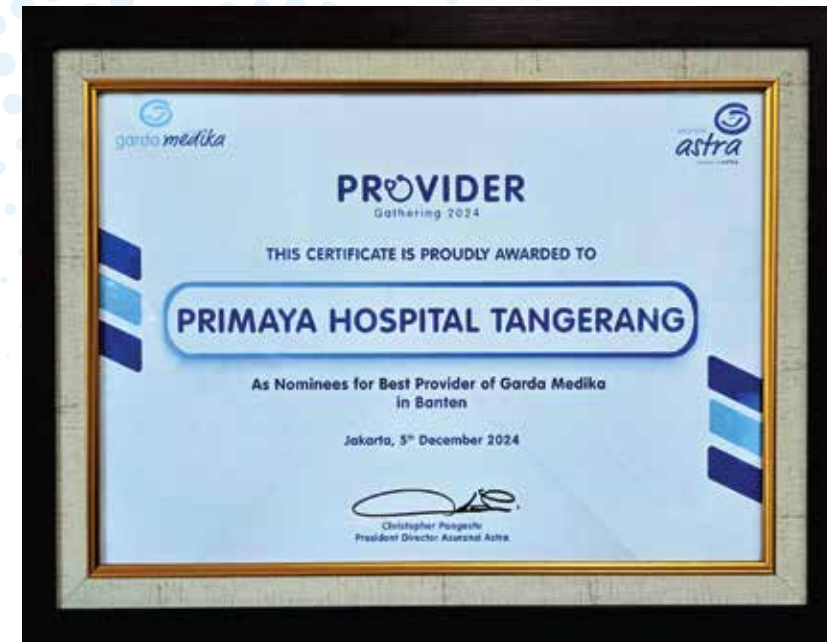 garda medika
astra
PROVIDER
Gathering 2024
THIS CERTIFICATE IS PROUDLY AWARDED TO
PRIMAYA HOSPITAL TANGERANG
As Nominees for Best Provider of Garda Medika
in Banten
Jakarta, 5th December 2024
Christopher Pangestu
President Director Asuransi Astra